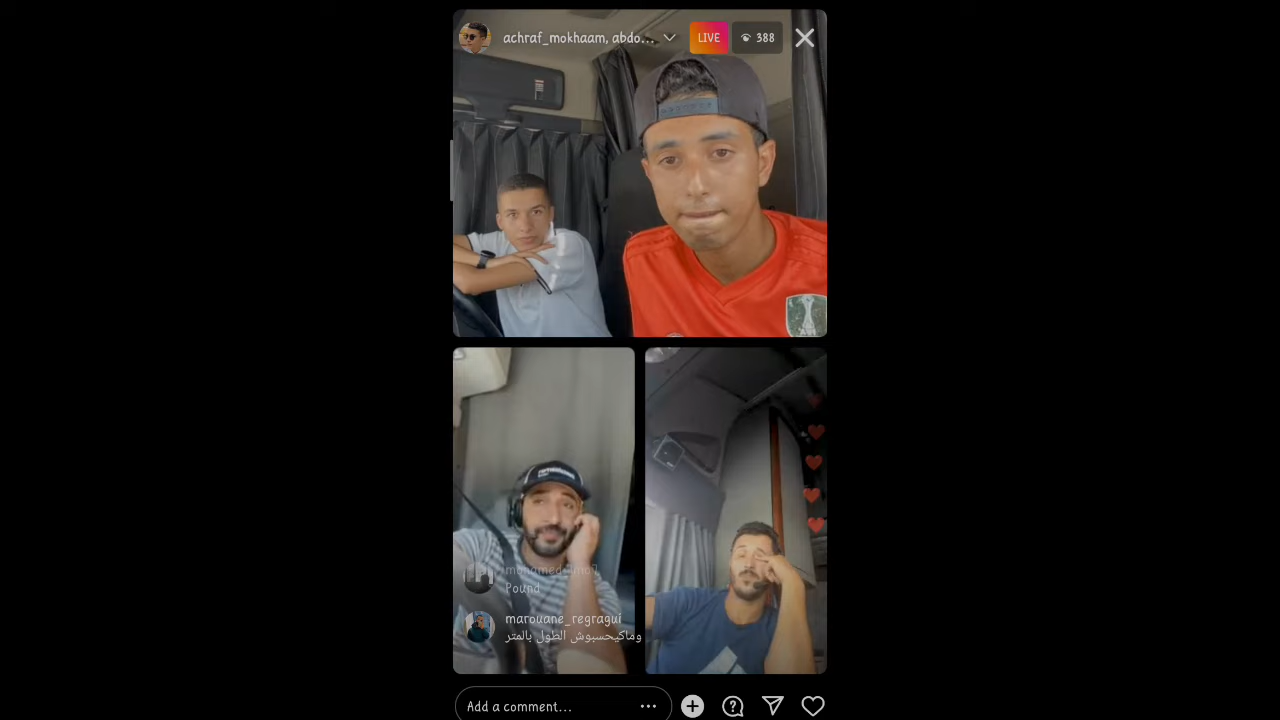 achraf_mokhaam, abdo...
LIVE
388
Pound
marouane_regragui
وماكيحسبوش الطول بالمتر
Add a comment...